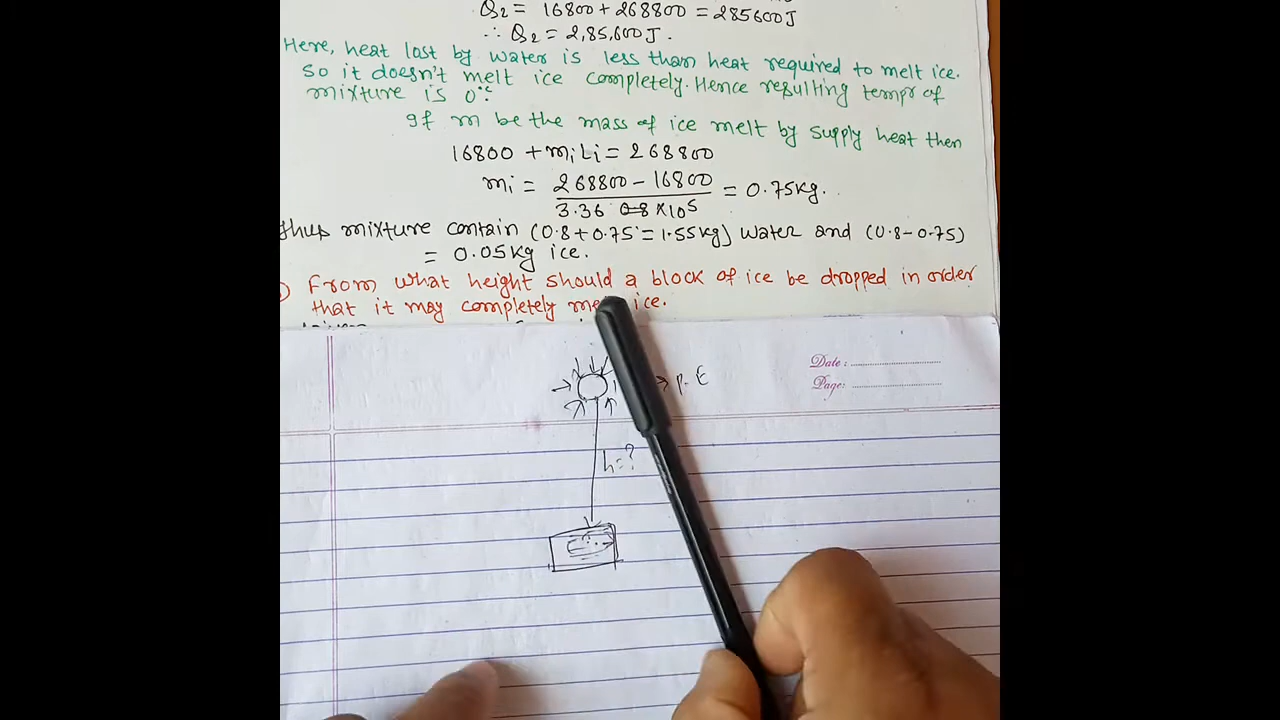 Q2 = 16800 + 268800 = 285600J
∴ Q2 = 2,85,600J.
Here, heat lost by water is less than heat required to melt ice.
So it doesn't melt ice completely. Hence resulting tempr of
mixture is 0°C.
If m be the mass of ice melt by supply heat then
16800 + miLi = 268800
mi = 268800 - 16800 / 3.36 × 10^5 = 0.75kg.
Thus mixture contain (0.8 + 0.75 = 1.55kg) water and (0.8 - 0.75)
= 0.05kg ice.
) From what height should a block of ice be dropped in order
that it may completely ice.
Date :
Page:
→ P.E
h=?